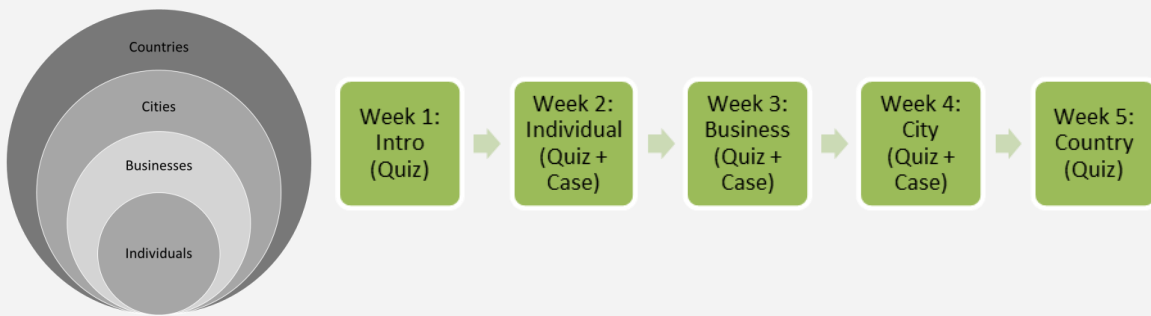 Countries
Cities
Businesses
Individuals
Week 1:
Intro
(Quiz)
Week 2:
Individual
(Quiz +
Case)
Week 3:
Business
(Quiz +
Case)
Week 4:
City
(Quiz +
Case)
Week 5:
Country
(Quiz)